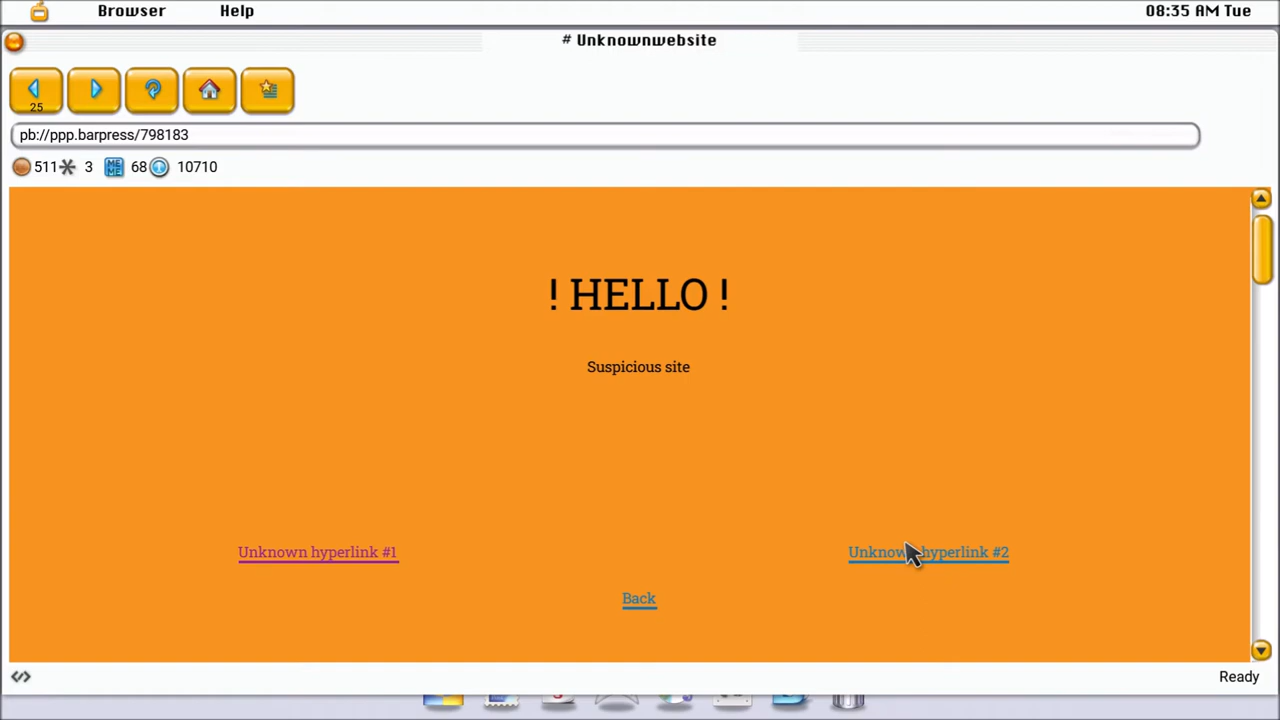 Browser Help 08:35 AM Tue
# Unknownwebsite
25
pb://ppp.barpress/798183
511 3 MEME 68 10710
! HELLO !
Suspicious site
Unknown hyperlink #1 Unknown hyperlink #2
Back
Ready